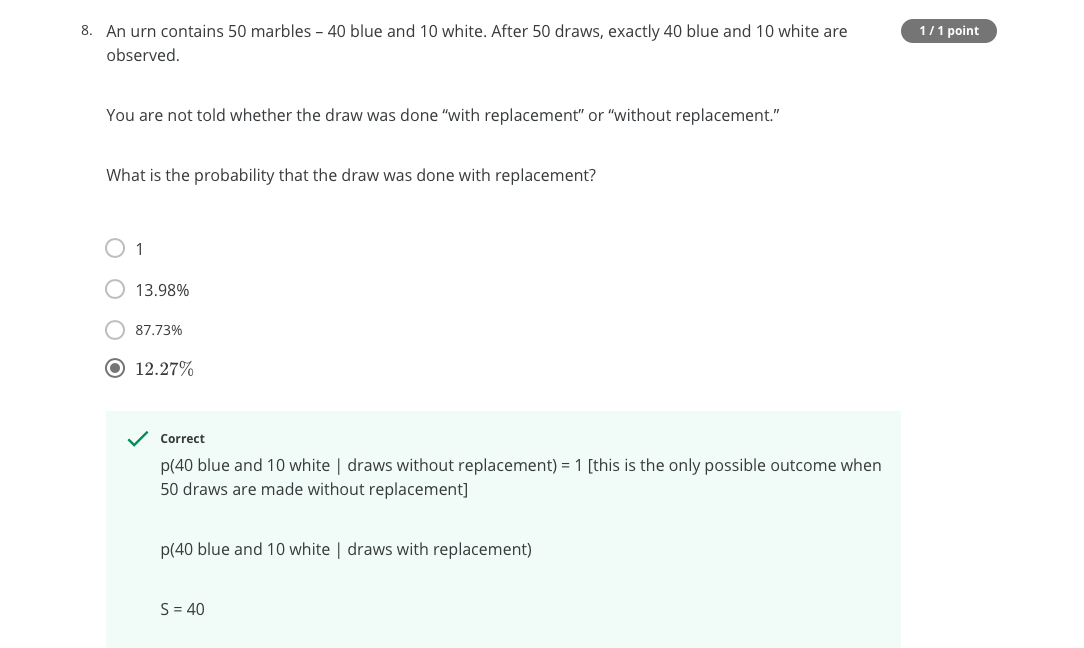 8. An urn contains 50 marbles – 40 blue and 10 white. After 50 draws, exactly 40 blue and 10 white are
observed.
1 / 1 point
You are not told whether the draw was done “with replacement” or “without replacement.”
What is the probability that the draw was done with replacement?
1
13.98%
87.73%
12.27%
Correct
p(40 blue and 10 white | draws without replacement) = 1 [this is the only possible outcome when
50 draws are made without replacement]
p(40 blue and 10 white | draws with replacement)
S = 40